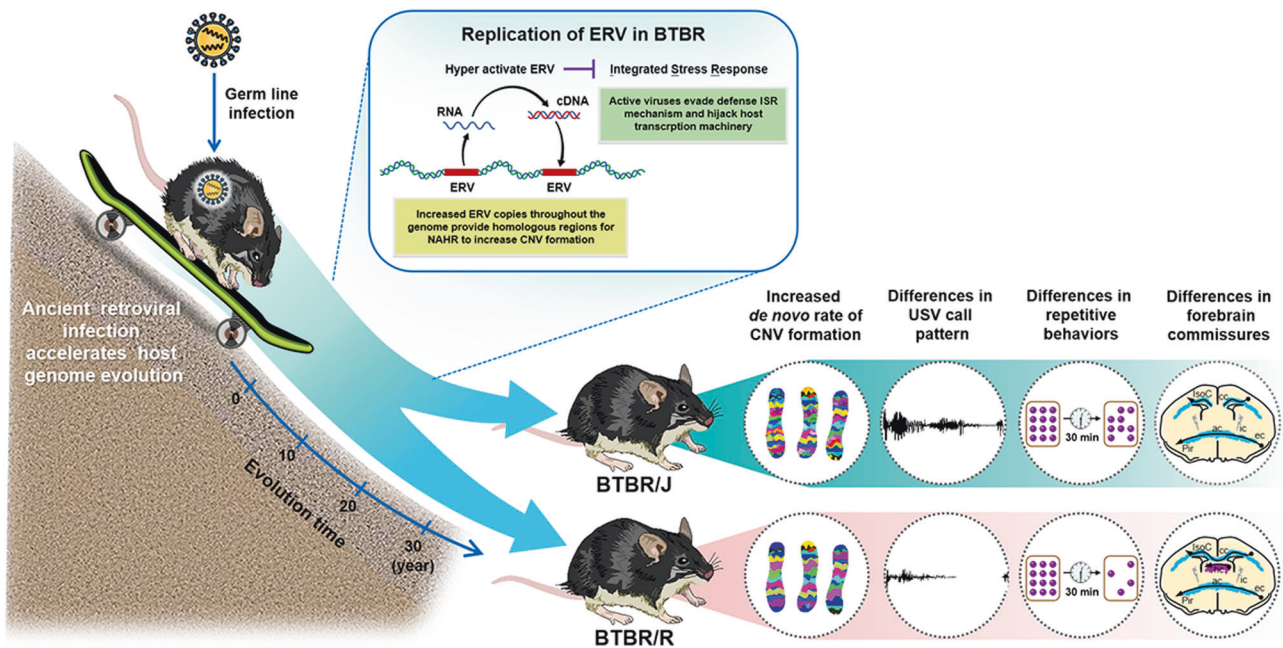 Germ line
infection
Replication of ERV in BTBR
Hyper activate ERV
Integrated Stress Response
RNA
cDNA
Active viruses evade defense ISR
mechanism and hijack host
transcrption machinery
ERV
ERV
Increased ERV copies throughout the
genome provide homologous regions for
NAHR to increase CNV formation
Ancient retroviral
infection
accelerates host
genome evolution
0
10
20
30
(year)
Evolution time
Increased
de novo rate of
CNV formation
Differences in
USV call
pattern
Differences in
repetitive
behaviors
Differences in
forebrain
commissures
BTBR/J
30 min
IsoC
cc
ac
ic
Pir
ec
BTBR/R
30 min
IsoC
cc
ac
ic
Pir
ec